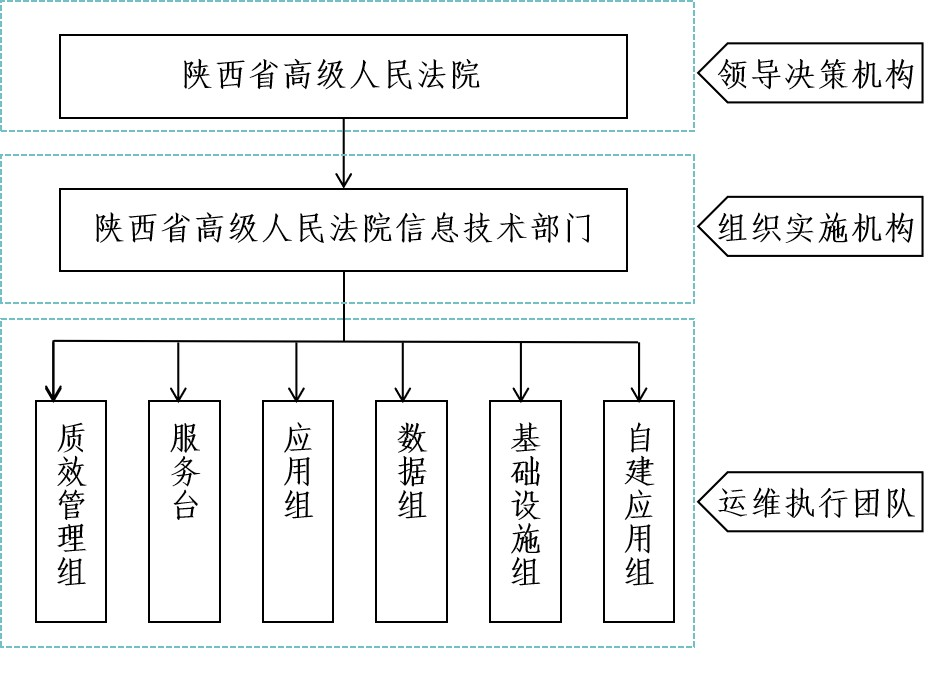 陕西省高级人民法院
领导决策机构
陕西省高级人民法院信息技术部门
组织实施机构
质效管理组
服务台
应用组
数据组
基础设施组
自建应用组
运维执行团队